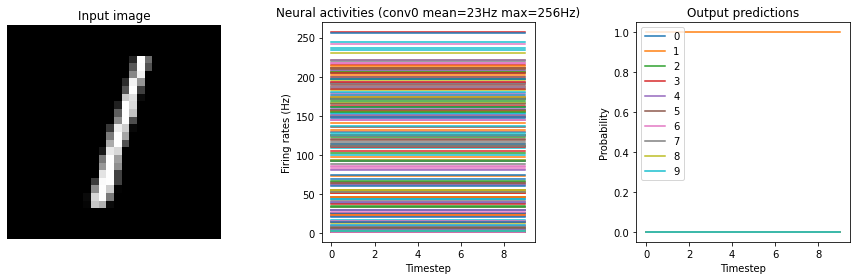 Input image
Neural activities (conv0 mean=23Hz max=256Hz)
Output predictions
Firing rates (Hz)
250
200
150
100
50
0
0 2 4 6 8
Timestep
Probability
1.0
0.8
0.6
0.4
0.2
0.0
0
1
2
3
4
5
6
7
8
9
0 2 4 6 8
Timestep